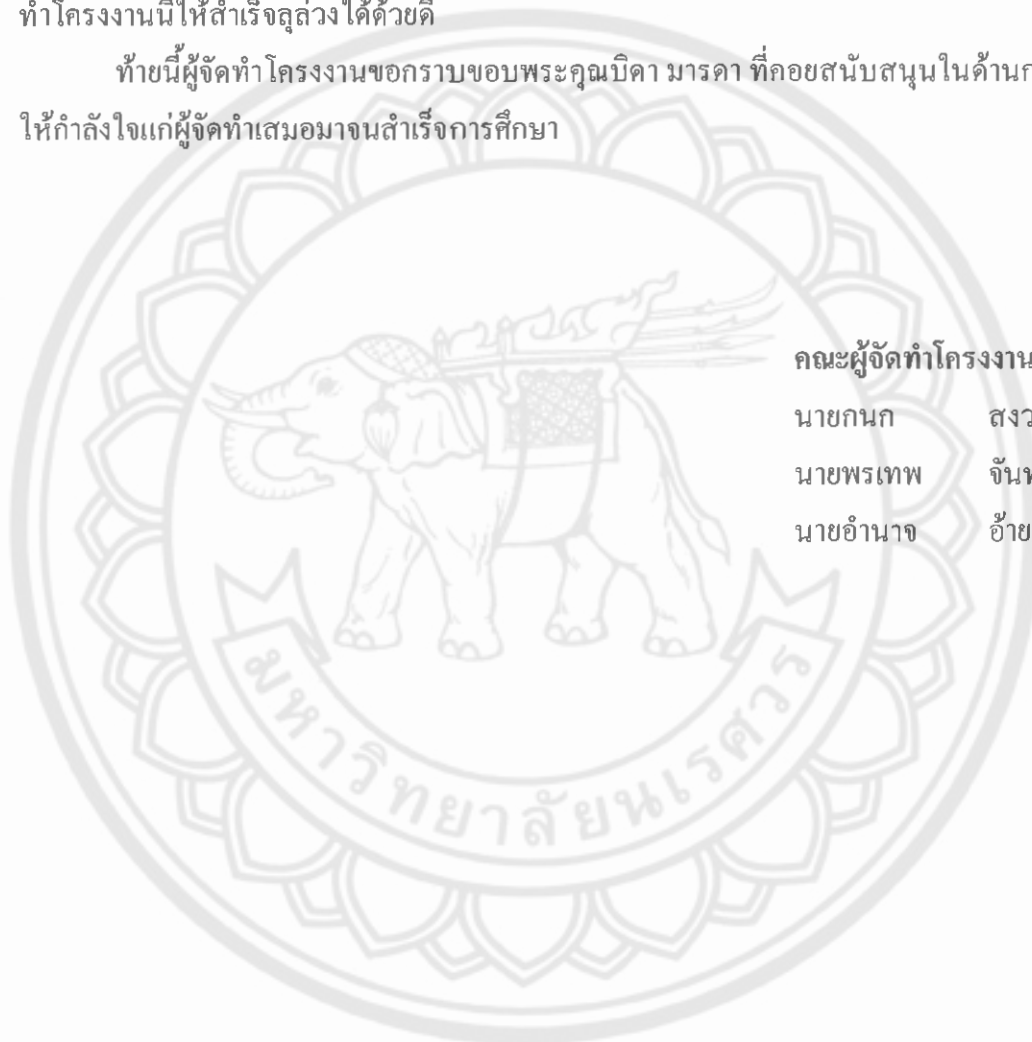 ทำโครงงานนี้ให้สำเร็จลุล่วงได้ด้วยดี
ท้ายนี้ผู้จัดทำโครงงานขอกราบขอบพระคุณบิดา มารดา ที่คอยสนับสนุนในด้าน
ให้กำลังใจแก่ผู้จัดทำเสมอมาจนสำเร็จการศึกษา
คณะผู้จัดทำโครงงาน
นายกนก
นายพรเทพ
นายอำนาจ อ้าย
มหาวิทยาลัยนเรศวร